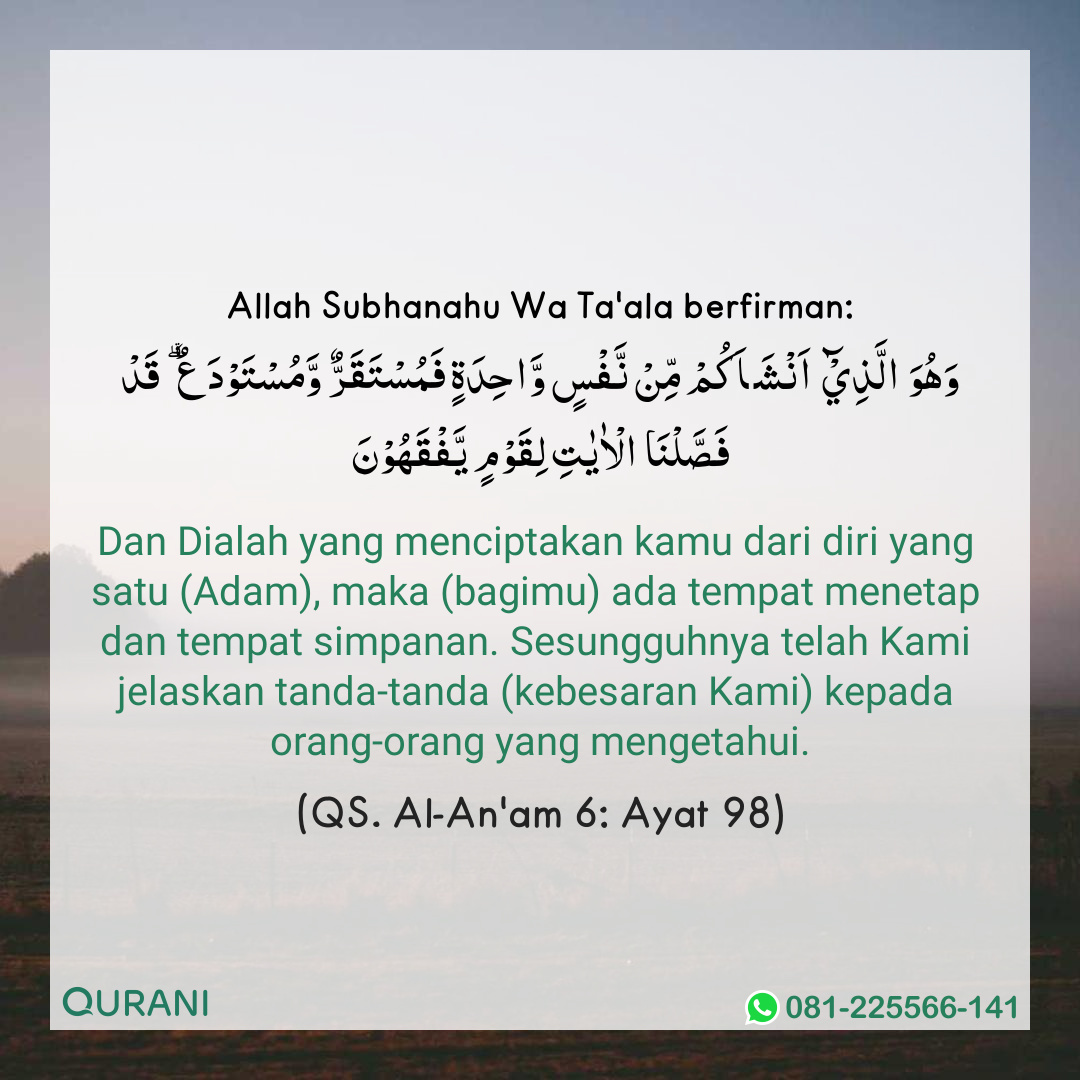 Allah Subhanahu Wa Ta'ala berfirman:
وَهُوَ الَّذِيْۤ اَنْشَاَكُمْ مِّنْ نَّفْسٍ وَّا حِدَةٍ فَمُسْتَقَرٌّ وَّمُسْتَوْدَعٌ ۗ قَدْ
فَصَّلْنَا الْاٰيٰتِ لِقَوْمٍ يَّفْقَهُوْنَ
Dan Dialah yang menciptakan kamu dari diri yang
satu (Adam), maka (bagimu) ada tempat menetap
dan tempat simpanan. Sesungguhnya telah Kami
jelaskan tanda-tanda (kebesaran Kami) kepada
orang-orang yang mengetahui.
(QS. Al-An'am 6: Ayat 98)
QURANI
081-225566-141